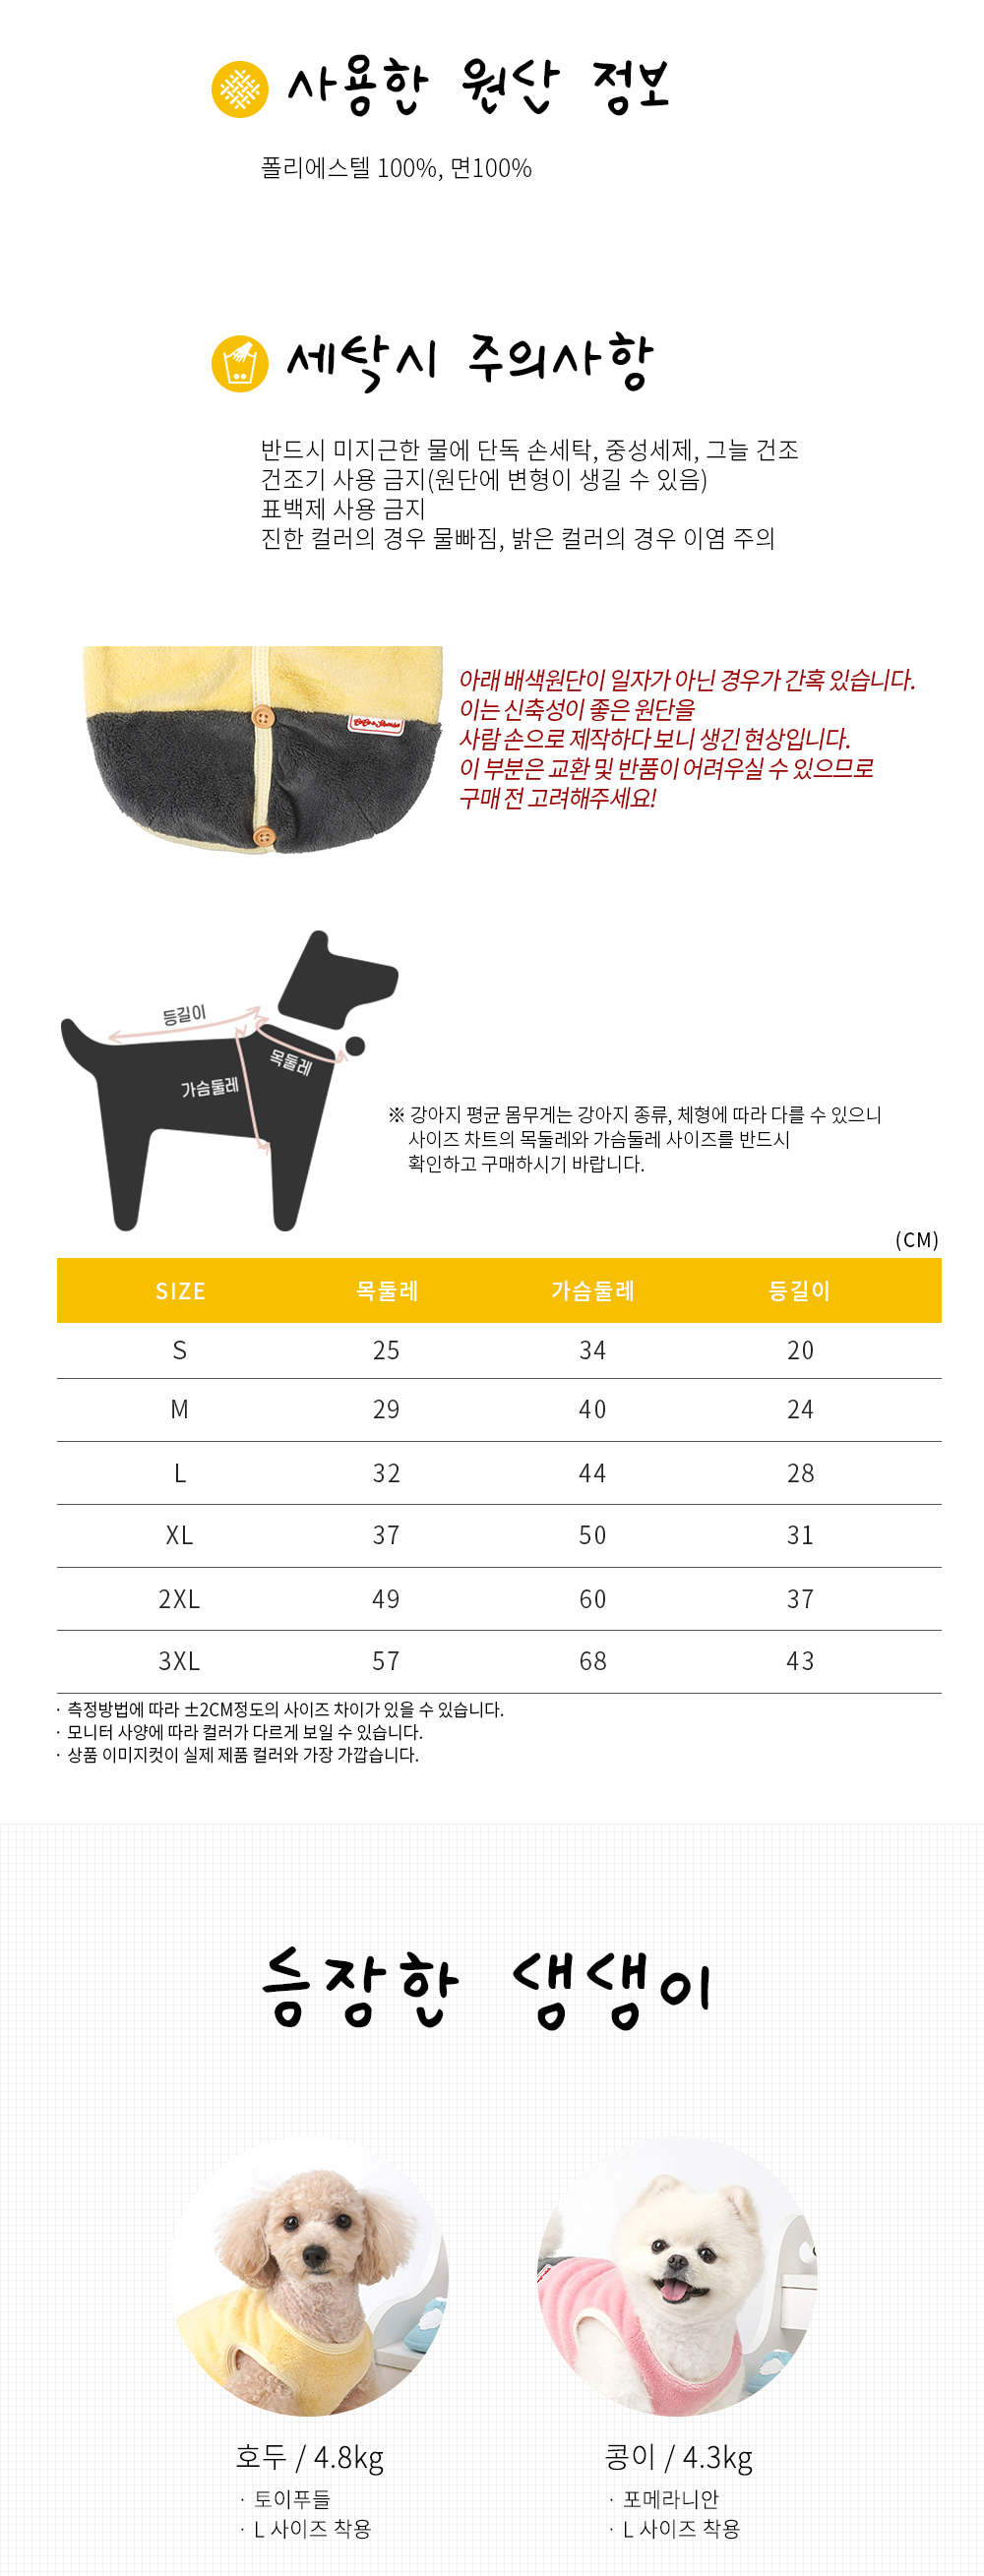 사용한 원단 정보
폴리에스텔 100%, 면100%
세탁시 주의사항
반드시 미지근한 물에 단독 손세탁, 중성세제, 그늘 건조
건조기 사용 금지(원단에 변형이 생길 수 있음)
표백제 사용 금지
진한 컬러의 경우 물빠짐, 밝은 컬러의 경우 이염 주의
아래 배색원단이 일자가 아닌 경우가 간혹 있습니다.
이는 신축성이 좋은 원단을
사람 손으로 제작하다 보니 생긴 현상입니다.
이 부분은 교환 및 반품이 어려우실 수 있으므로
구매 전 고려해주세요!
등길이
목둘레
가슴둘레
※ 강아지 평균 몸무게는 강아지 종류, 체형에 따라 다를 수 있으니
사이즈 차트의 목둘레와 가슴둘레 사이즈를 반드시
확인하고 구매하시기 바랍니다.
(CM)
SIZE 목둘레 가슴둘레 등길이
S 25 34 20
M 29 40 24
L 32 44 28
XL 37 50 31
2XL 49 60 37
3XL 57 68 43
· 측정방법에 따라 ±2CM정도의 사이즈 차이가 있을 수 있습니다.
· 모니터 사양에 따라 컬러가 다르게 보일 수 있습니다.
· 상품 이미지컷이 실제 제품 컬러와 가장 가깝습니다.
등장한 샘샘이
호두 / 4.8kg
· 토이푸들
· L 사이즈 착용
콩이 / 4.3kg
· 포메라니안
· L 사이즈 착용